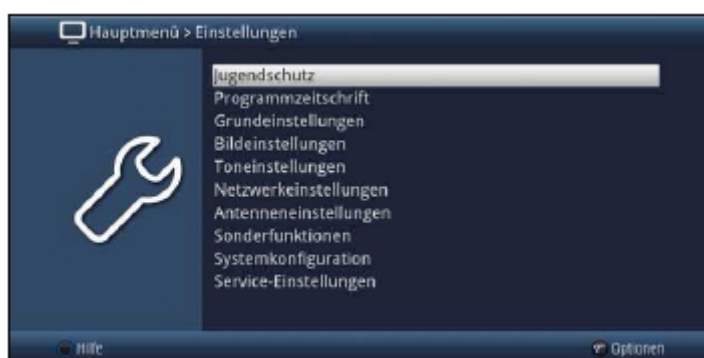 Hauptmenü > Einstellungen
Jugendschutz
Programmzeitschrift
Grundeinstellungen
Bildeinstellungen
Toneinstellungen
Netzwerkeinstellungen
Antenneneinstellungen
Sonderfunktionen
Systemkonfiguration
Service-Einstellungen
Hilfe
Optionen